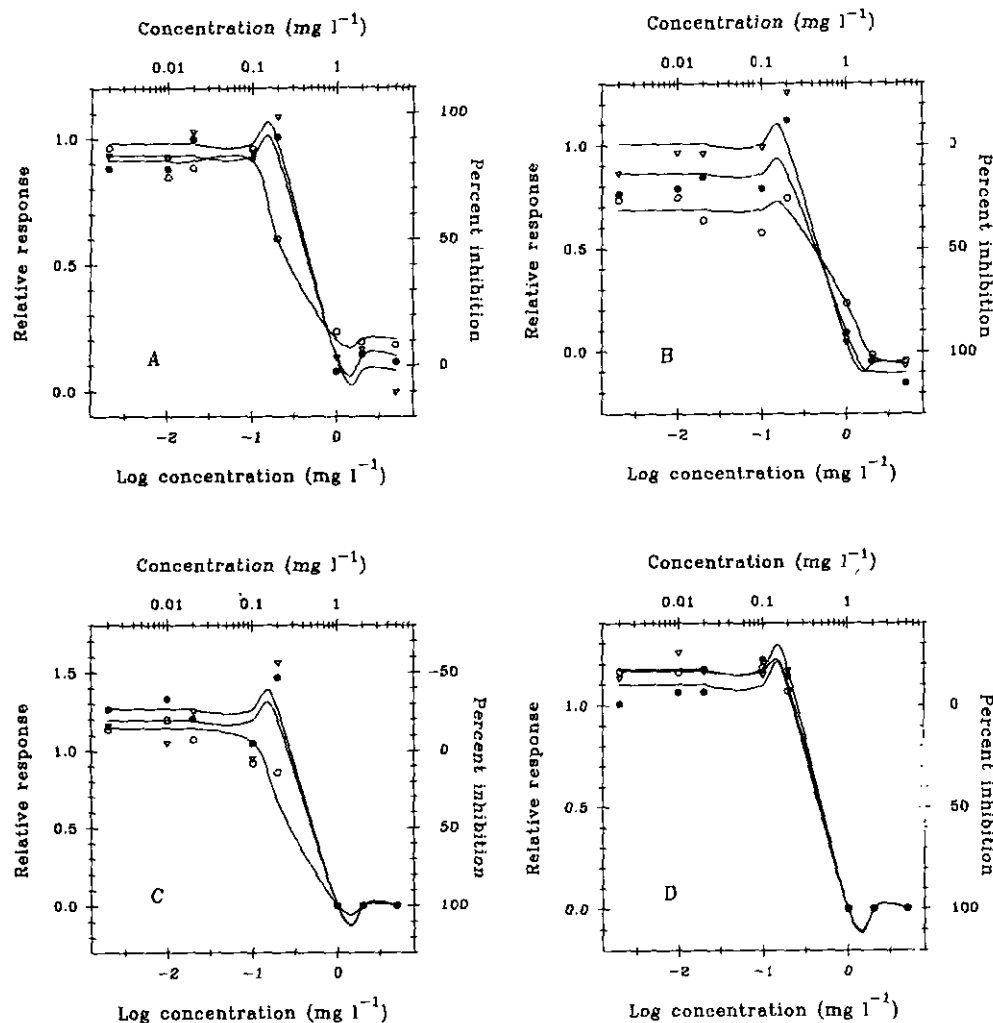 Concentration (mg l⁻¹)
0.01 0.1 1
Relative response
1.0
0.5
0.0
100
50
0
Percent inhibition
A
-2 -1 0
Log concentration (mg l⁻¹)
Concentration (mg l⁻¹)
0.01 0.1 1
Relative response
1.0
0.5
0.0
0
50
100
Percent inhibition
B
-2 -1 0
Log concentration (mg l⁻¹)
Concentration (mg l⁻¹)
0.01 0.1 1
Relative response
1.5
1.0
0.5
0.0
-50
0
50
100
Percent inhibition
C
-2 -1 0
Log concentration (mg l⁻¹)
Concentration (mg l⁻¹)
0.01 0.1 1
Relative response
1.0
0.5
0.0
0
50
100
Percent inhibition
D
-2 -1 0
Log concentration (mg l⁻¹)